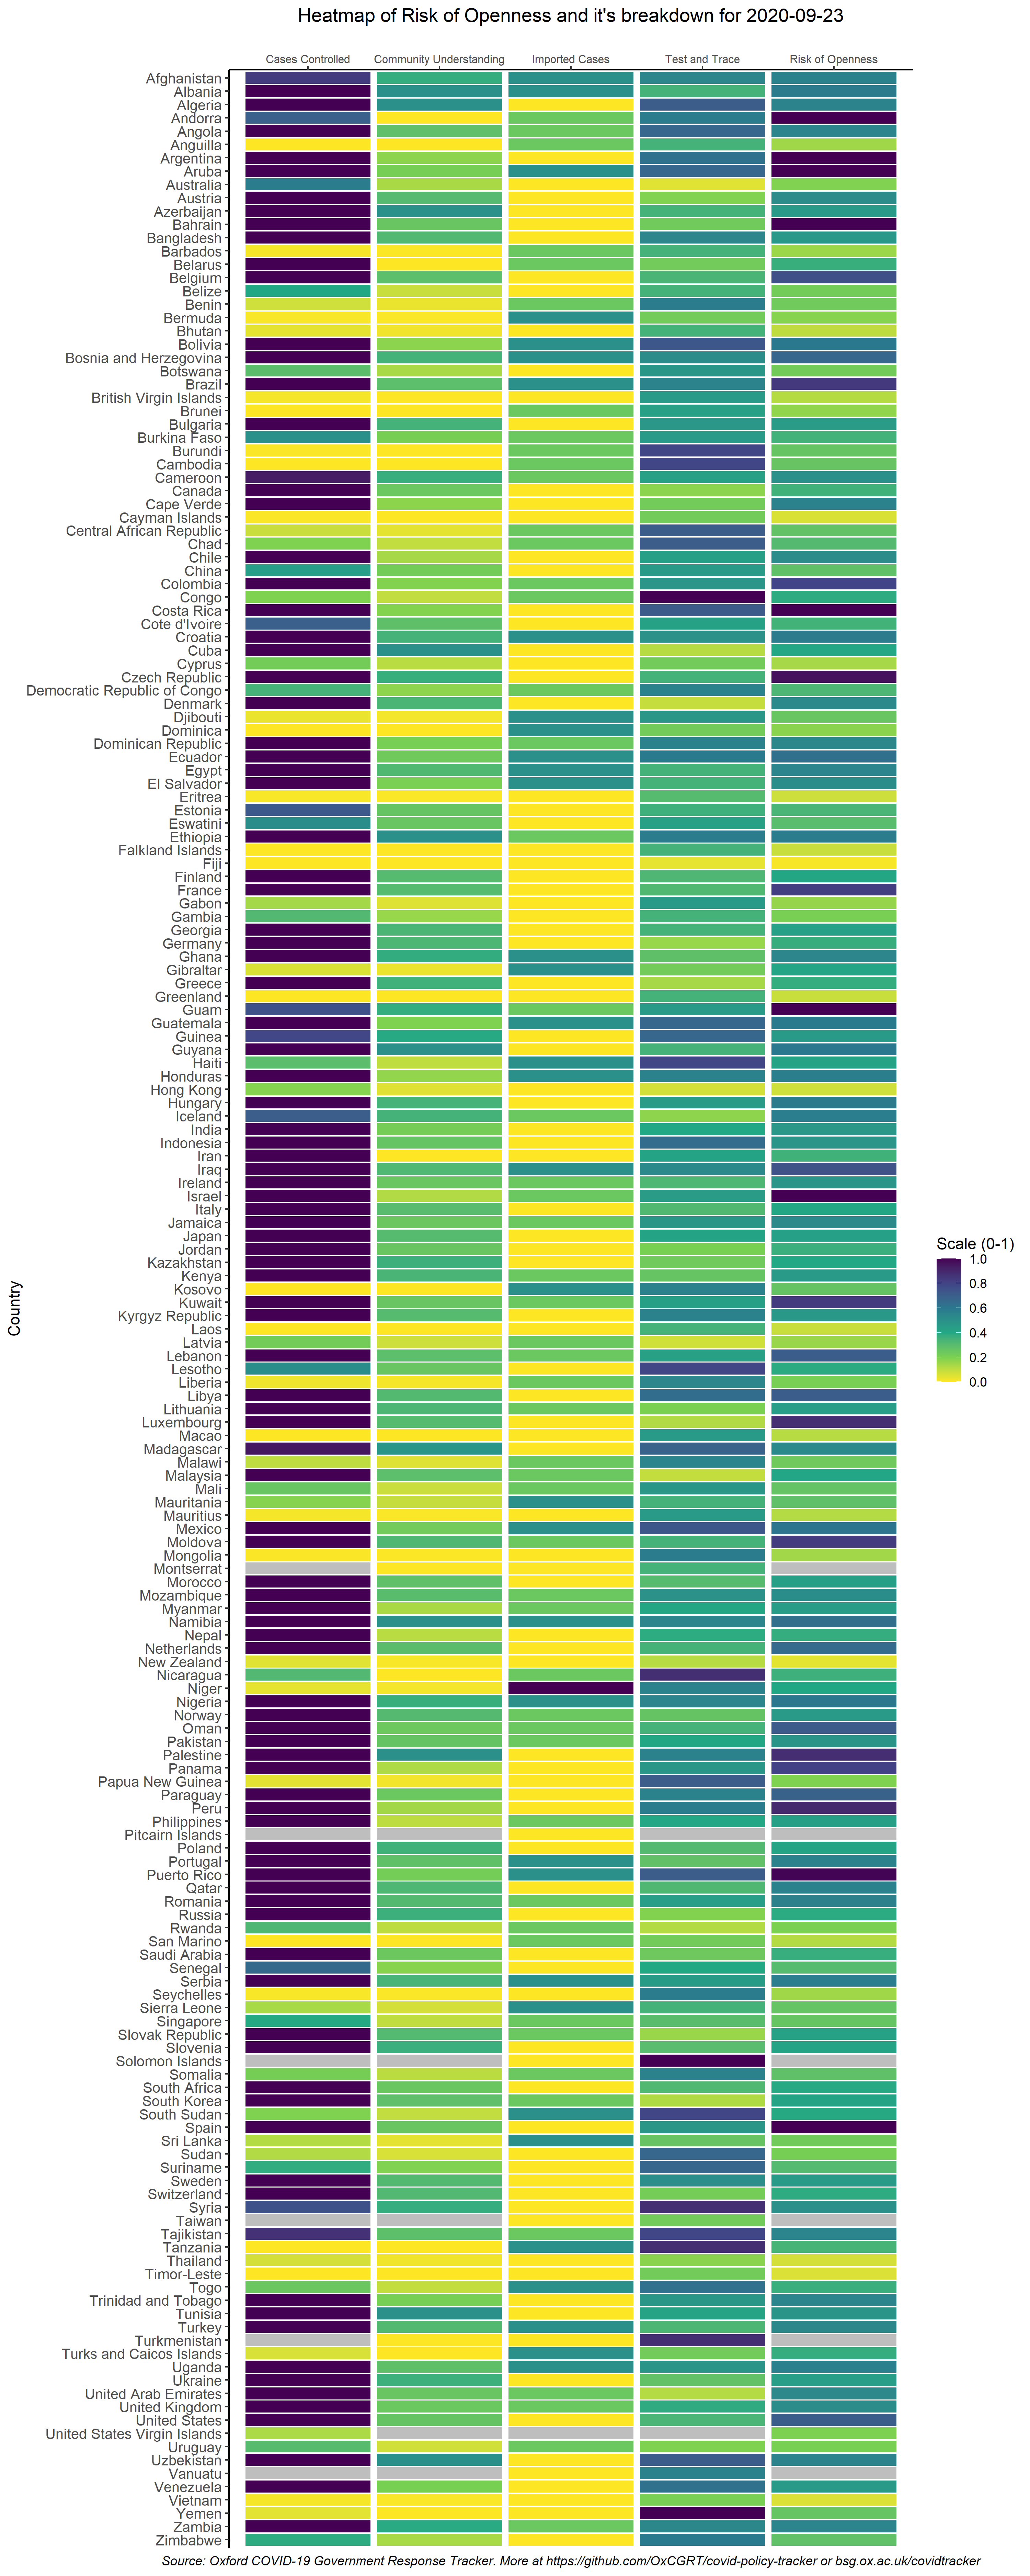 Heatmap of Risk of Openness and it's breakdown for 2020-09-23
Cases Controlled Community Understanding Imported Cases Test and Trace Risk of Openness
Afghanistan
Albania
Algeria
Andorra
Angola
Anguilla
Argentina
Aruba
Australia
Austria
Azerbaijan
Bahrain
Bangladesh
Barbados
Belarus
Belgium
Belize
Benin
Bermuda
Bhutan
Bolivia
Bosnia and Herzegovina
Botswana
Brazil
British Virgin Islands
Brunei
Bulgaria
Burkina Faso
Burundi
Cambodia
Cameroon
Canada
Cape Verde
Cayman Islands
Central African Republic
Chad
Chile
China
Colombia
Congo
Costa Rica
Cote d'Ivoire
Croatia
Cuba
Cyprus
Czech Republic
Democratic Republic of Congo
Denmark
Djibouti
Dominica
Dominican Republic
Ecuador
Egypt
El Salvador
Eritrea
Estonia
Eswatini
Ethiopia
Falkland Islands
Fiji
Finland
France
Gabon
Gambia
Georgia
Germany
Ghana
Gibraltar
Greece
Greenland
Guam
Guatemala
Guinea
Guyana
Haiti
Honduras
Hong Kong
Hungary
Iceland
India
Indonesia
Iran
Iraq
Ireland
Israel
Italy
Jamaica
Japan
Jordan
Kazakhstan
Kenya
Kosovo
Kuwait
Kyrgyz Republic
Laos
Latvia
Lebanon
Lesotho
Liberia
Libya
Lithuania
Luxembourg
Macao
Madagascar
Malawi
Malaysia
Mali
Mauritania
Mauritius
Mexico
Moldova
Mongolia
Montserrat
Morocco
Mozambique
Myanmar
Namibia
Nepal
Netherlands
New Zealand
Nicaragua
Niger
Nigeria
Norway
Oman
Pakistan
Palestine
Panama
Papua New Guinea
Paraguay
Peru
Philippines
Pitcairn Islands
Poland
Portugal
Puerto Rico
Qatar
Romania
Russia
Rwanda
San Marino
Saudi Arabia
Senegal
Serbia
Seychelles
Sierra Leone
Singapore
Slovak Republic
Slovenia
Solomon Islands
Somalia
South Africa
South Korea
South Sudan
Spain
Sri Lanka
Sudan
Suriname
Sweden
Switzerland
Syria
Taiwan
Tajikistan
Tanzania
Thailand
Timor-Leste
Togo
Trinidad and Tobago
Tunisia
Turkey
Turkmenistan
Turks and Caicos Islands
Uganda
Ukraine
United Arab Emirates
United Kingdom
United States
United States Virgin Islands
Uruguay
Uzbekistan
Vanuatu
Venezuela
Vietnam
Yemen
Zambia
Zimbabwe
Country
Scale (0-1)
1.0
0.8
0.6
0.4
0.2
0.0
Source: Oxford COVID-19 Government Response Tracker. More at https://github.com/OxCGRT/covid-policy-tracker or bsg.ox.ac.uk/covidtracker